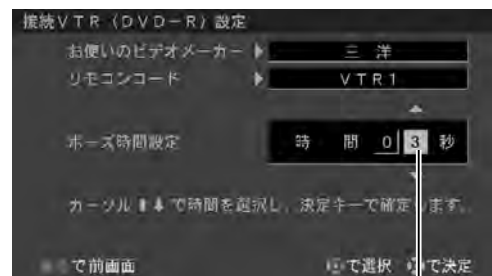 接続VTR（DVD-R）設定
お使いのビデオメーカー 三 洋
リモコンコード VTR1
ポーズ時間設定 時 間 0 3 秒
カーソル で時間を選択し、決定キーで確定します。
で前画面 で選択 で決定